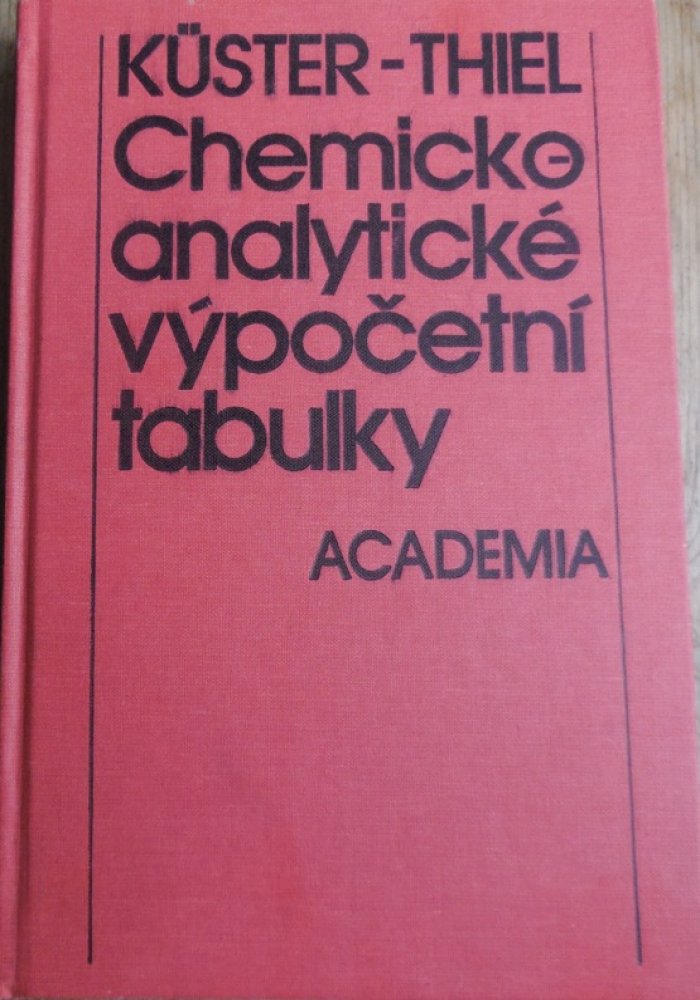 KÜSTER-THIEL
Chemicko-
analytické
výpočetní
tabulky
ACADEMIA